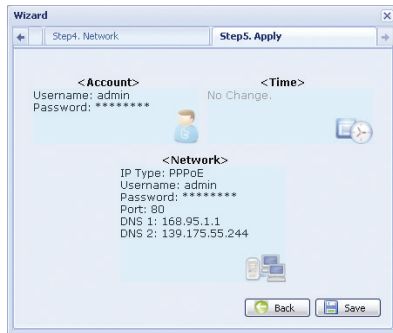 Wizard
Step4. Network
Step5. Apply
<Account>
Username: admin
Password: ********
<Time>
No Change.
<Network>
IP Type: PPPoE
Username: admin
Password: ********
Port: 80
DNS 1: 168.95.1.1
DNS 2: 139.175.55.244
Back
Save